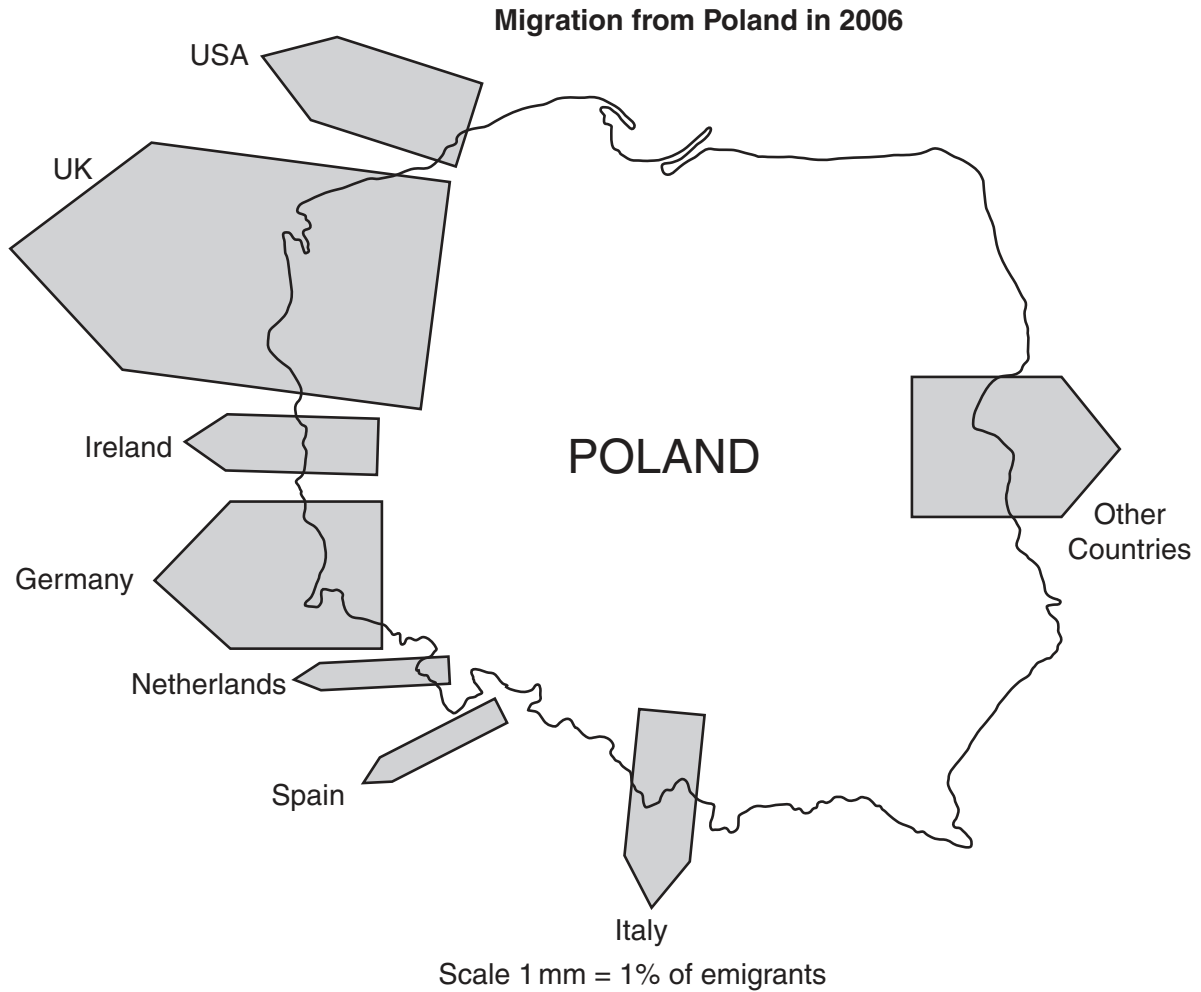 Migration from Poland in 2006
USA
UK
Ireland
POLAND
Other
Countries
Germany
Netherlands
Spain
Italy
Scale 1 mm = 1% of emigrants